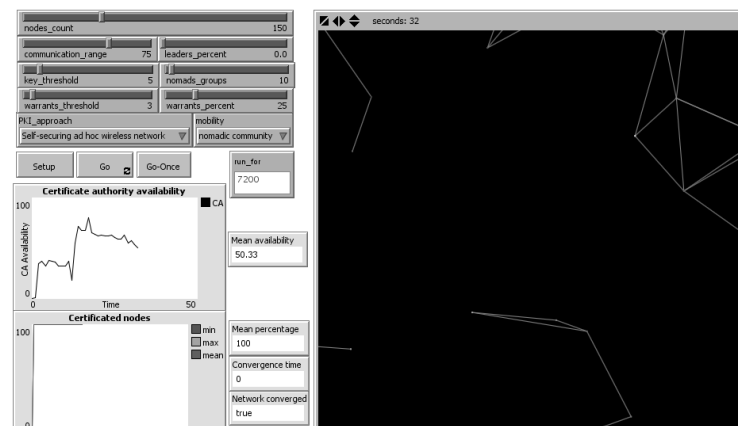 nodes_count 150
communication_range 75
leaders_percent 0.0
key_threshold 5
nomads_groups 10
warrants_threshold 3
warrants_percent 25
PKI_approach
Self-securing ad hoc wireless network
mobility
nomadic community
Setup
Go
Go-Once
run_for
7200
Certificate authority availability
100
CA Availability
0
0
Time
50
CA
Mean availability
50.33
Certificated nodes
100
0
min
max
mean
Mean percentage
100
Convergence time
0
Network converged
true
seconds: 32